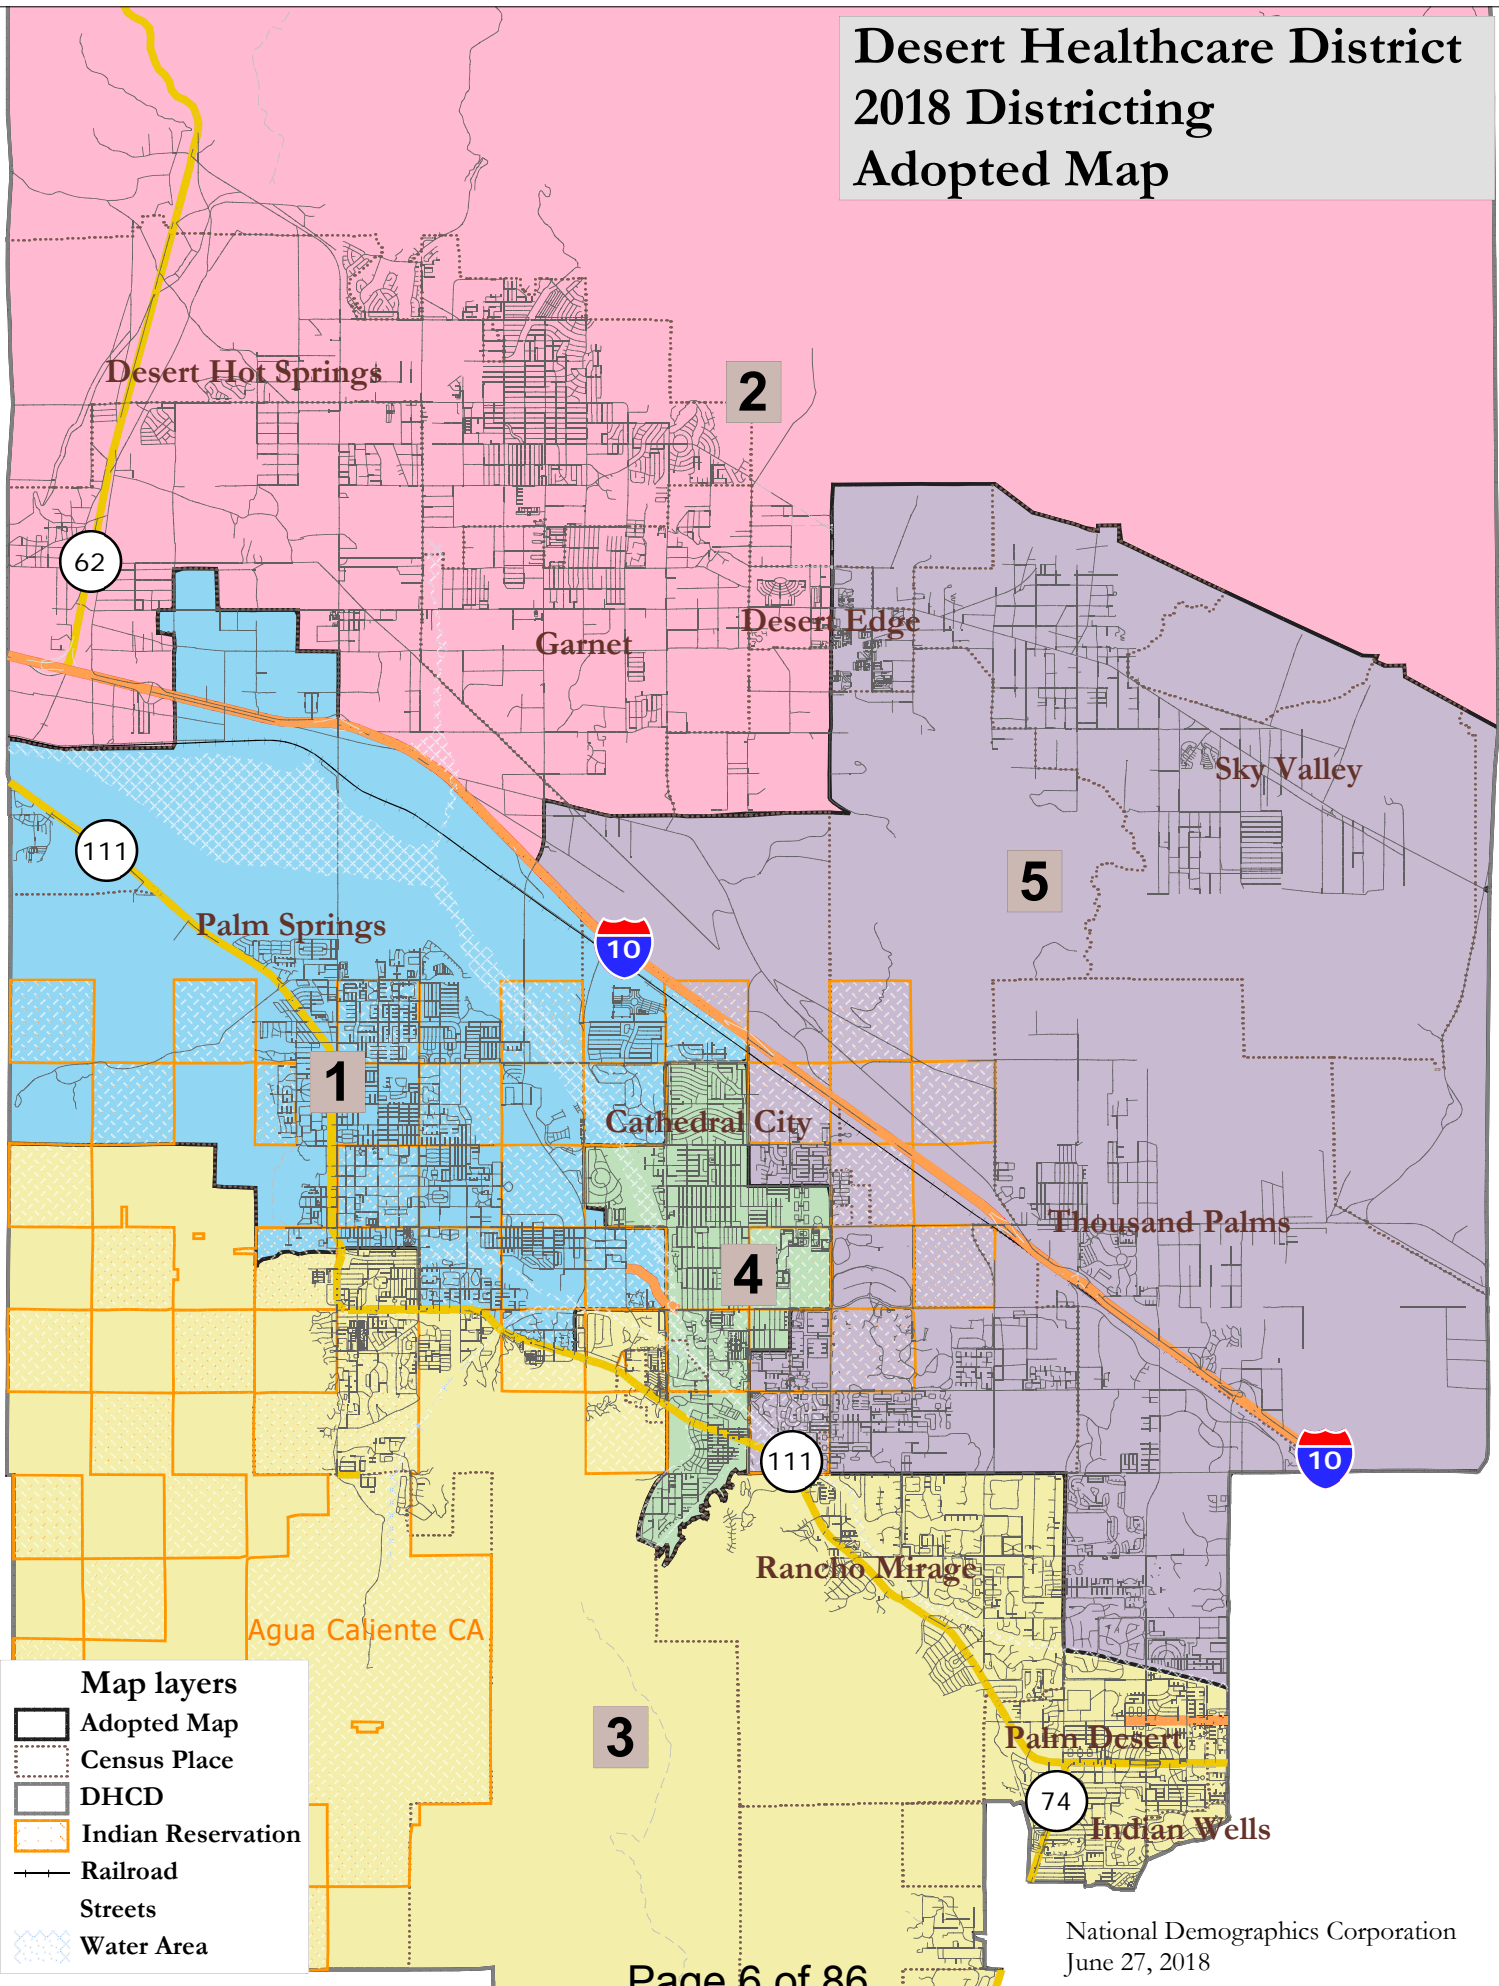 Desert Healthcare District
2018 Districting
Adopted Map
Desert Hot Springs
2
62
Garnet
Desert Edge
Sky Valley
111
5
Palm Springs
10
1
Cathedral City
Thousand Palms
4
111
10
Rancho Mirage
Agua Caliente CA
3
Palm Desert
74
Indian Wells
Map layers
Adopted Map
Census Place
DHCD
Indian Reservation
Railroad
Streets
Water Area
National Demographics Corporation
June 27, 2018
Page 6 of 86